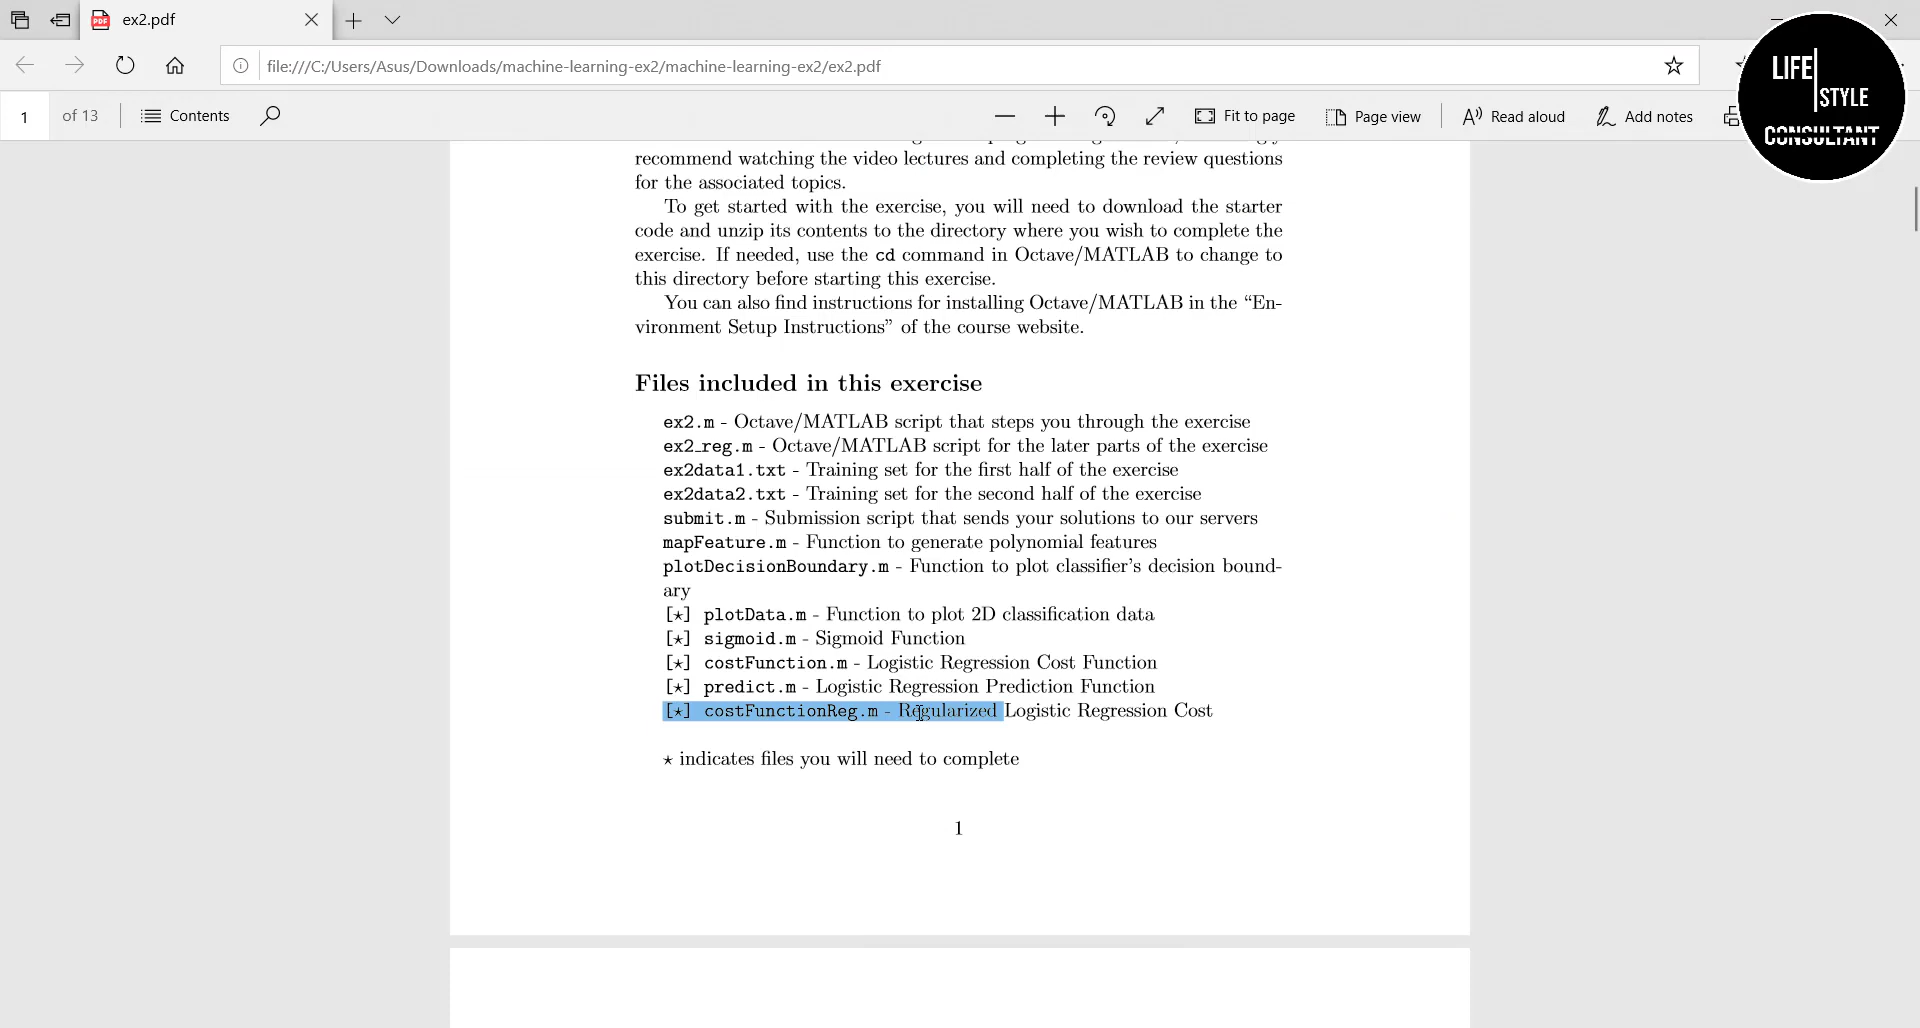 ex2.pdf
file:///C:/Users/Asus/Downloads/machine-learning-ex2/machine-learning-ex2/ex2.pdf
LIFE
STYLE
CONSULTANT
1 of 13 Contents Fit to page Page view Read aloud Add notes
recommend watching the video lectures and completing the review questions
for the associated topics.
To get started with the exercise, you will need to download the starter
code and unzip its contents to the directory where you wish to complete the
exercise. If needed, use the cd command in Octave/MATLAB to change to
this directory before starting this exercise.
You can also find instructions for installing Octave/MATLAB in the “En-
vironment Setup Instructions” of the course website.
Files included in this exercise
ex2.m - Octave/MATLAB script that steps you through the exercise
ex2_reg.m - Octave/MATLAB script for the later parts of the exercise
ex2data1.txt - Training set for the first half of the exercise
ex2data2.txt - Training set for the second half of the exercise
submit.m - Submission script that sends your solutions to our servers
mapFeature.m - Function to generate polynomial features
plotDecisionBoundary.m - Function to plot classifier’s decision bound-
ary
[⋆] plotData.m - Function to plot 2D classification data
[⋆] sigmoid.m - Sigmoid Function
[⋆] costFunction.m - Logistic Regression Cost Function
[⋆] predict.m - Logistic Regression Prediction Function
[⋆] costFunctionReg.m - Regularized Logistic Regression Cost
⋆ indicates files you will need to complete
1